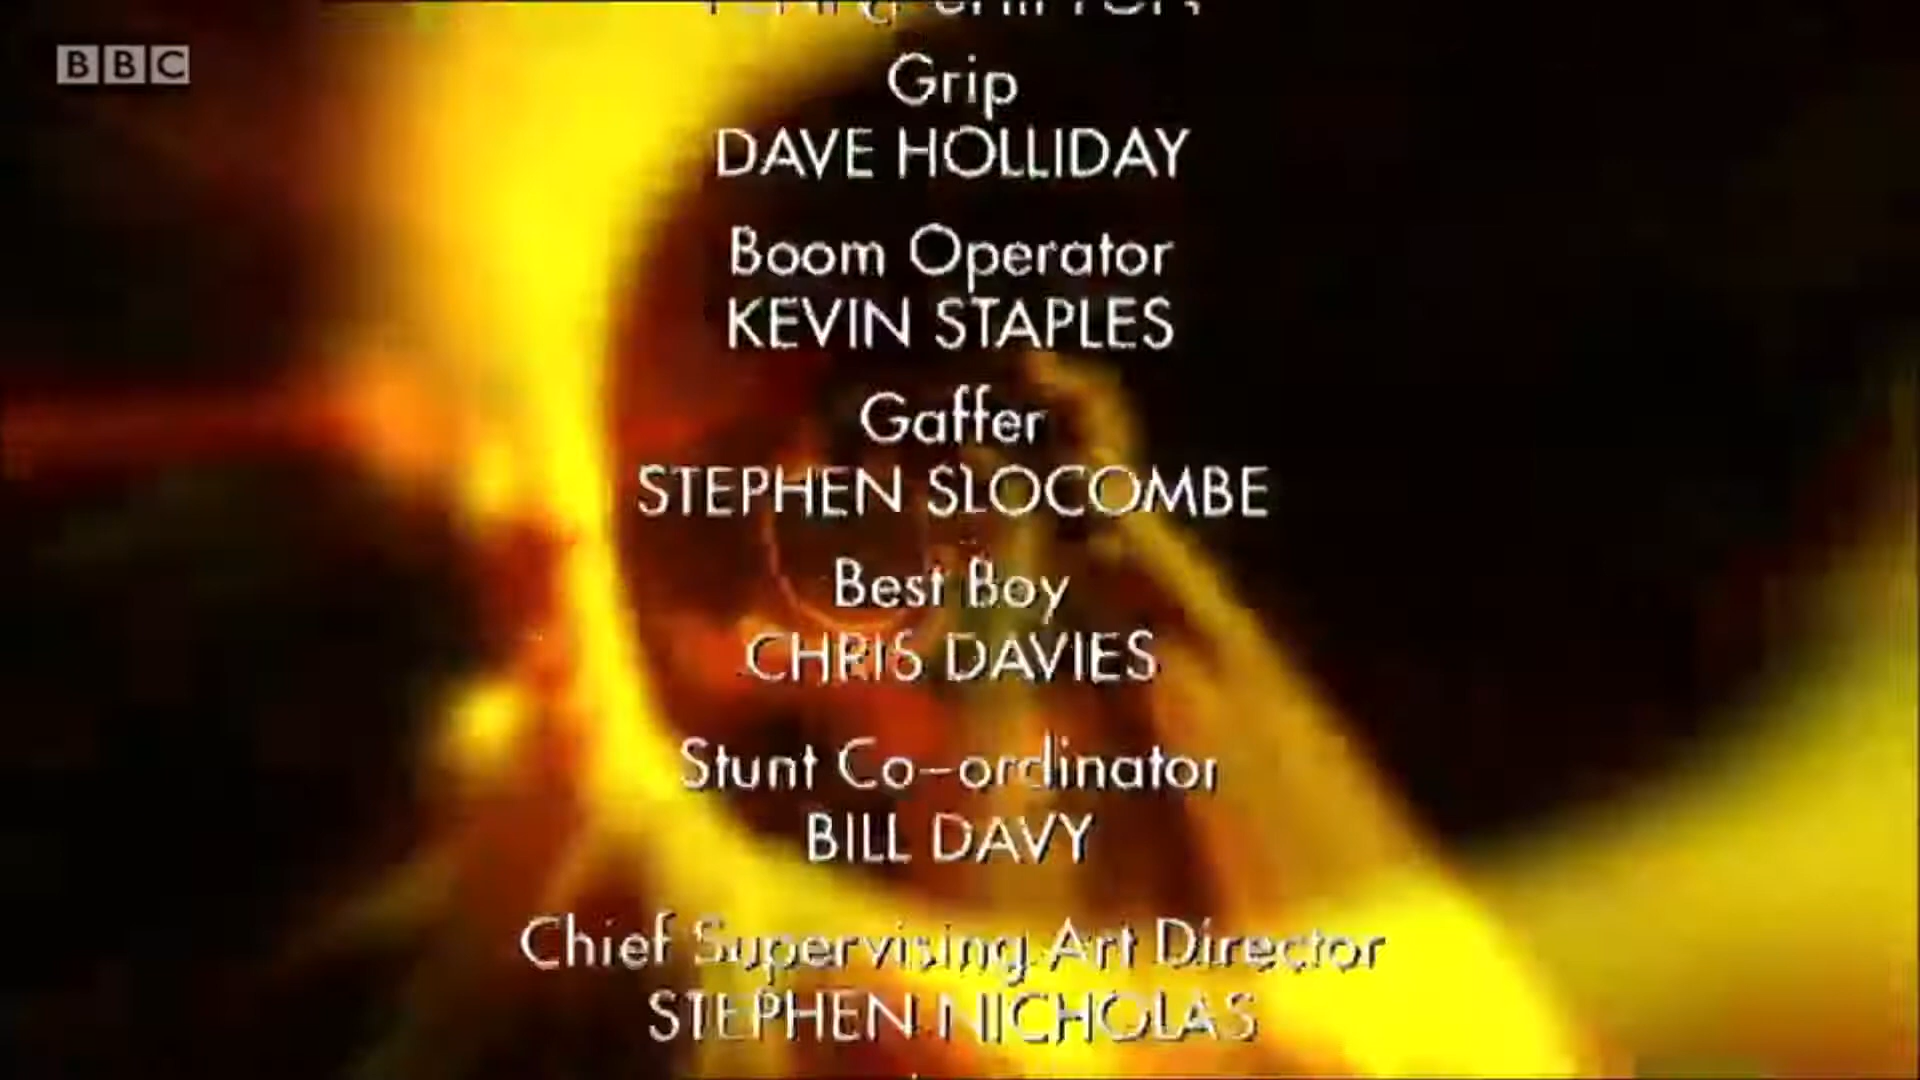 BBC
Grip
DAVE HOLLIDAY
Boom Operator
KEVIN STAPLES
Gaffer
STEPHEN SLOCOMBE
Best Boy
CHRIS DAVIES
Stunt Co-ordinator
BILL DAVY
Chief Supervising Art Director
STEPHEN NICHOLAS